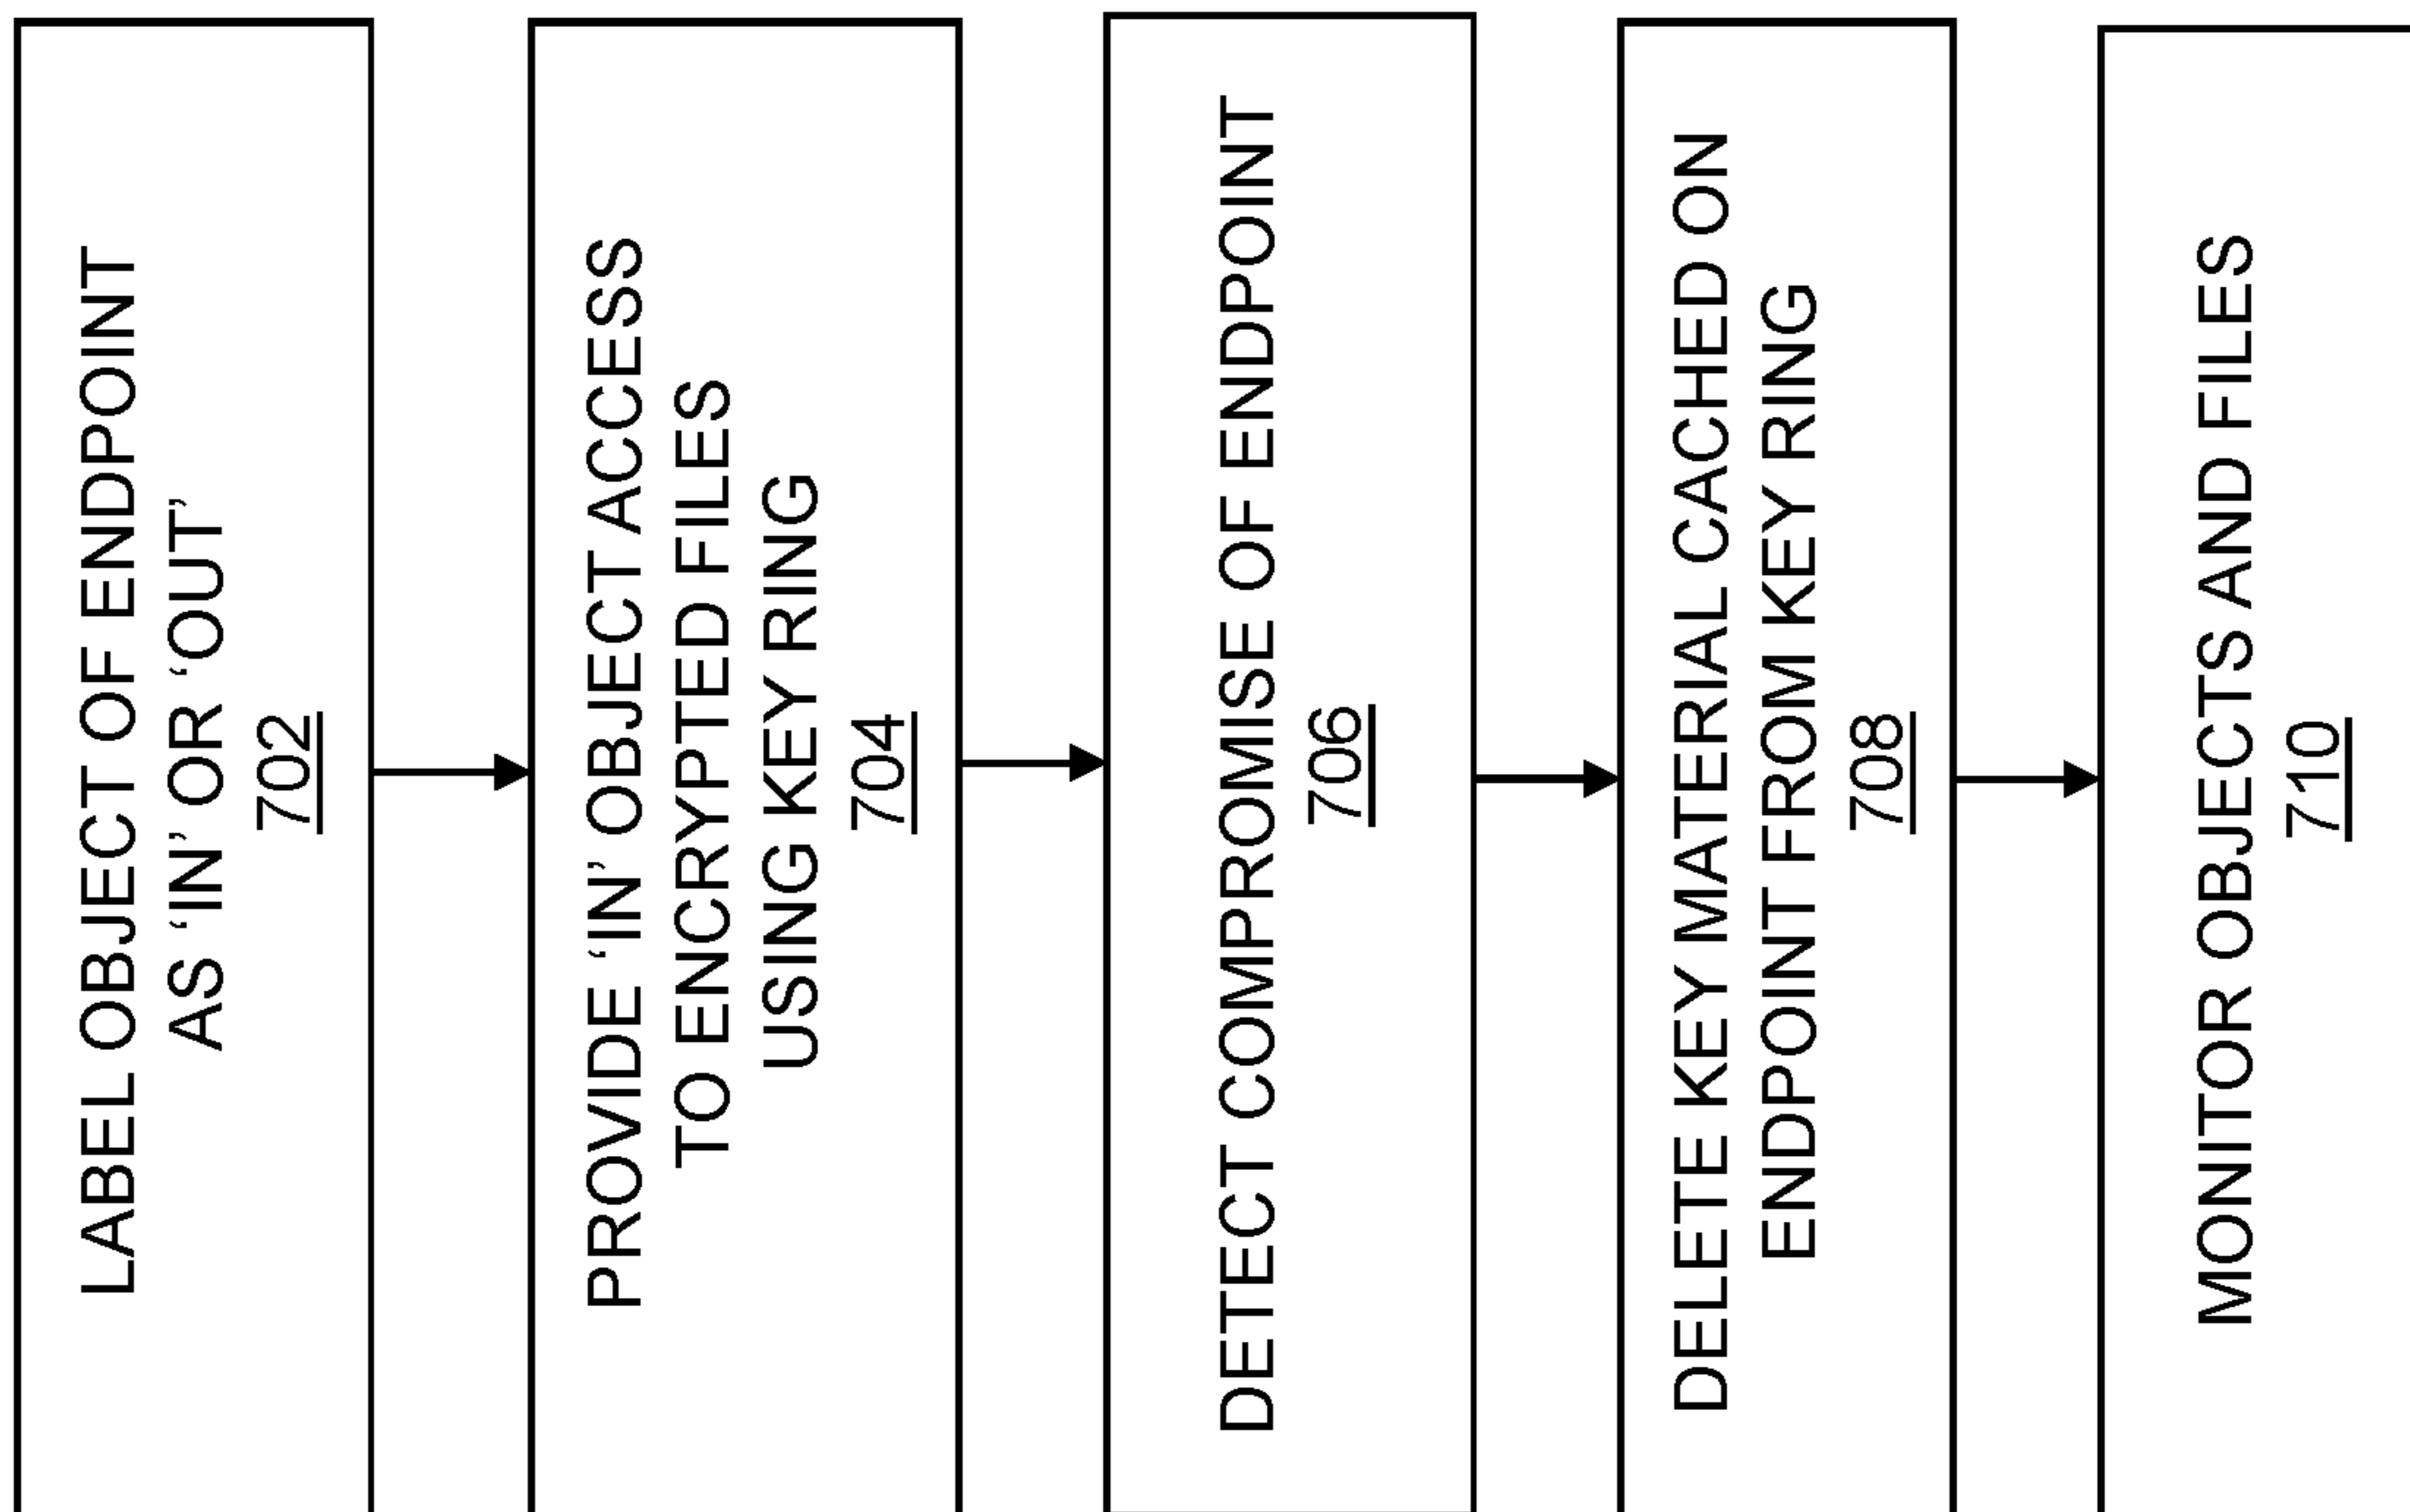 LABEL OBJECT OF ENDPOINT
AS ‘IN’ OR ‘OUT’
702
PROVIDE ‘IN’ OBJECT ACCESS
TO ENCRYPTED FILES
USING KEY RING
704
DETECT COMPROMISE OF ENDPOINT
706
DELETE KEY MATERIAL CACHED ON
ENDPOINT FROM KEY RING
708
MONITOR OBJECTS AND FILES
710